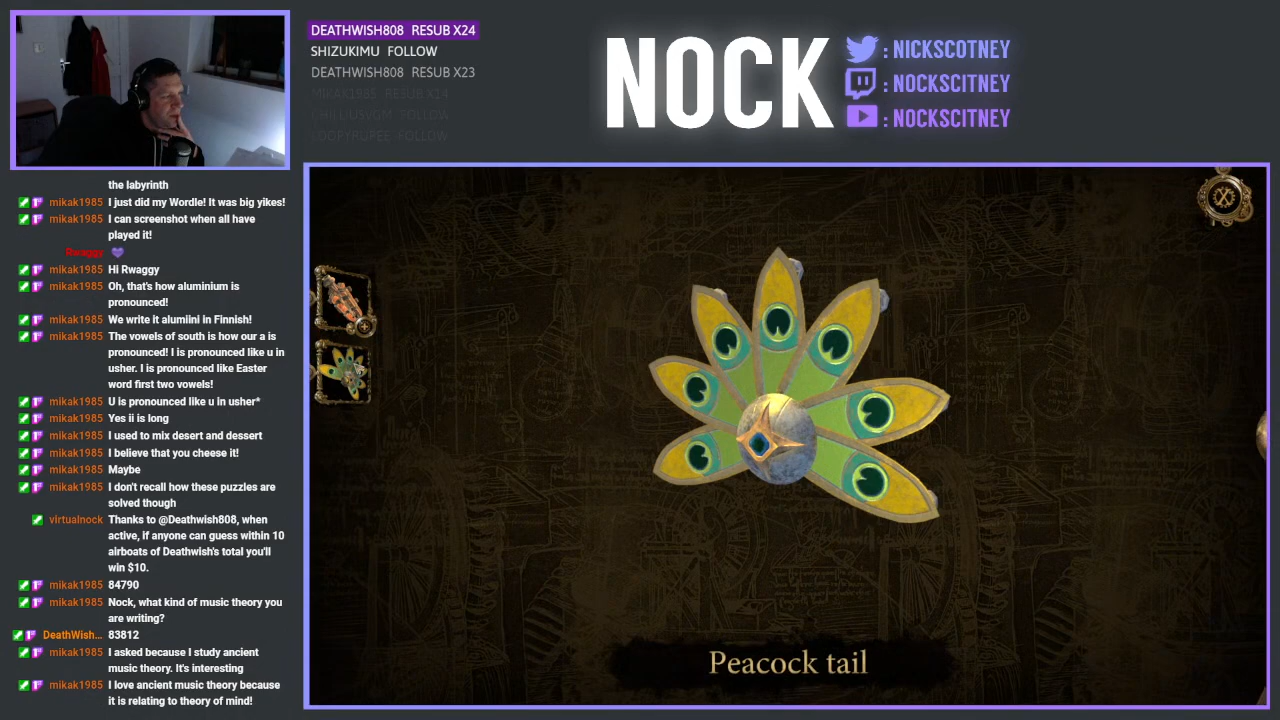 DEATHWISH808 RESUB X24
SHIZUKIMU FOLLOW
DEATHWISH808 RESUB X23
MIKAK1985 RESUB X14
LOOPYRUPEE FOLLOW
NOCK
: NICKSCOTNEY
: NOCKSCITNEY
: NOCKSCITNEY
the labyrinth
mikak1985 I just did my Wordle! It was big yikes!
mikak1985 I can screenshot when all have
played it!
Rwaggy
mikak1985 Hi Rwaggy
mikak1985 Oh, that's how aluminium is
pronounced!
mikak1985 We write it alumiini in Finnish!
mikak1985 The vowels of south is how our a is
pronounced! I is pronounced like u in
usher. I is pronounced like Easter
word first two vowels!
mikak1985 U is pronounced like u in usher*
mikak1985 Yes ii is long
mikak1985 I used to mix desert and dessert
mikak1985 I believe that you cheese it!
mikak1985 Maybe
mikak1985 I don't recall how these puzzles are
solved though
virtualnock Thanks to @Deathwish808, when
active, if anyone can guess within 10
airboats of Deathwish's total you'll
win $10.
mikak1985 84790
mikak1985 Nock, what kind of music theory you
are writing?
DeathWish... 83812
mikak1985 I asked because I study ancient
music theory. It's interesting
mikak1985 I love ancient music theory because
it is relating to theory of mind!
Peacock tail